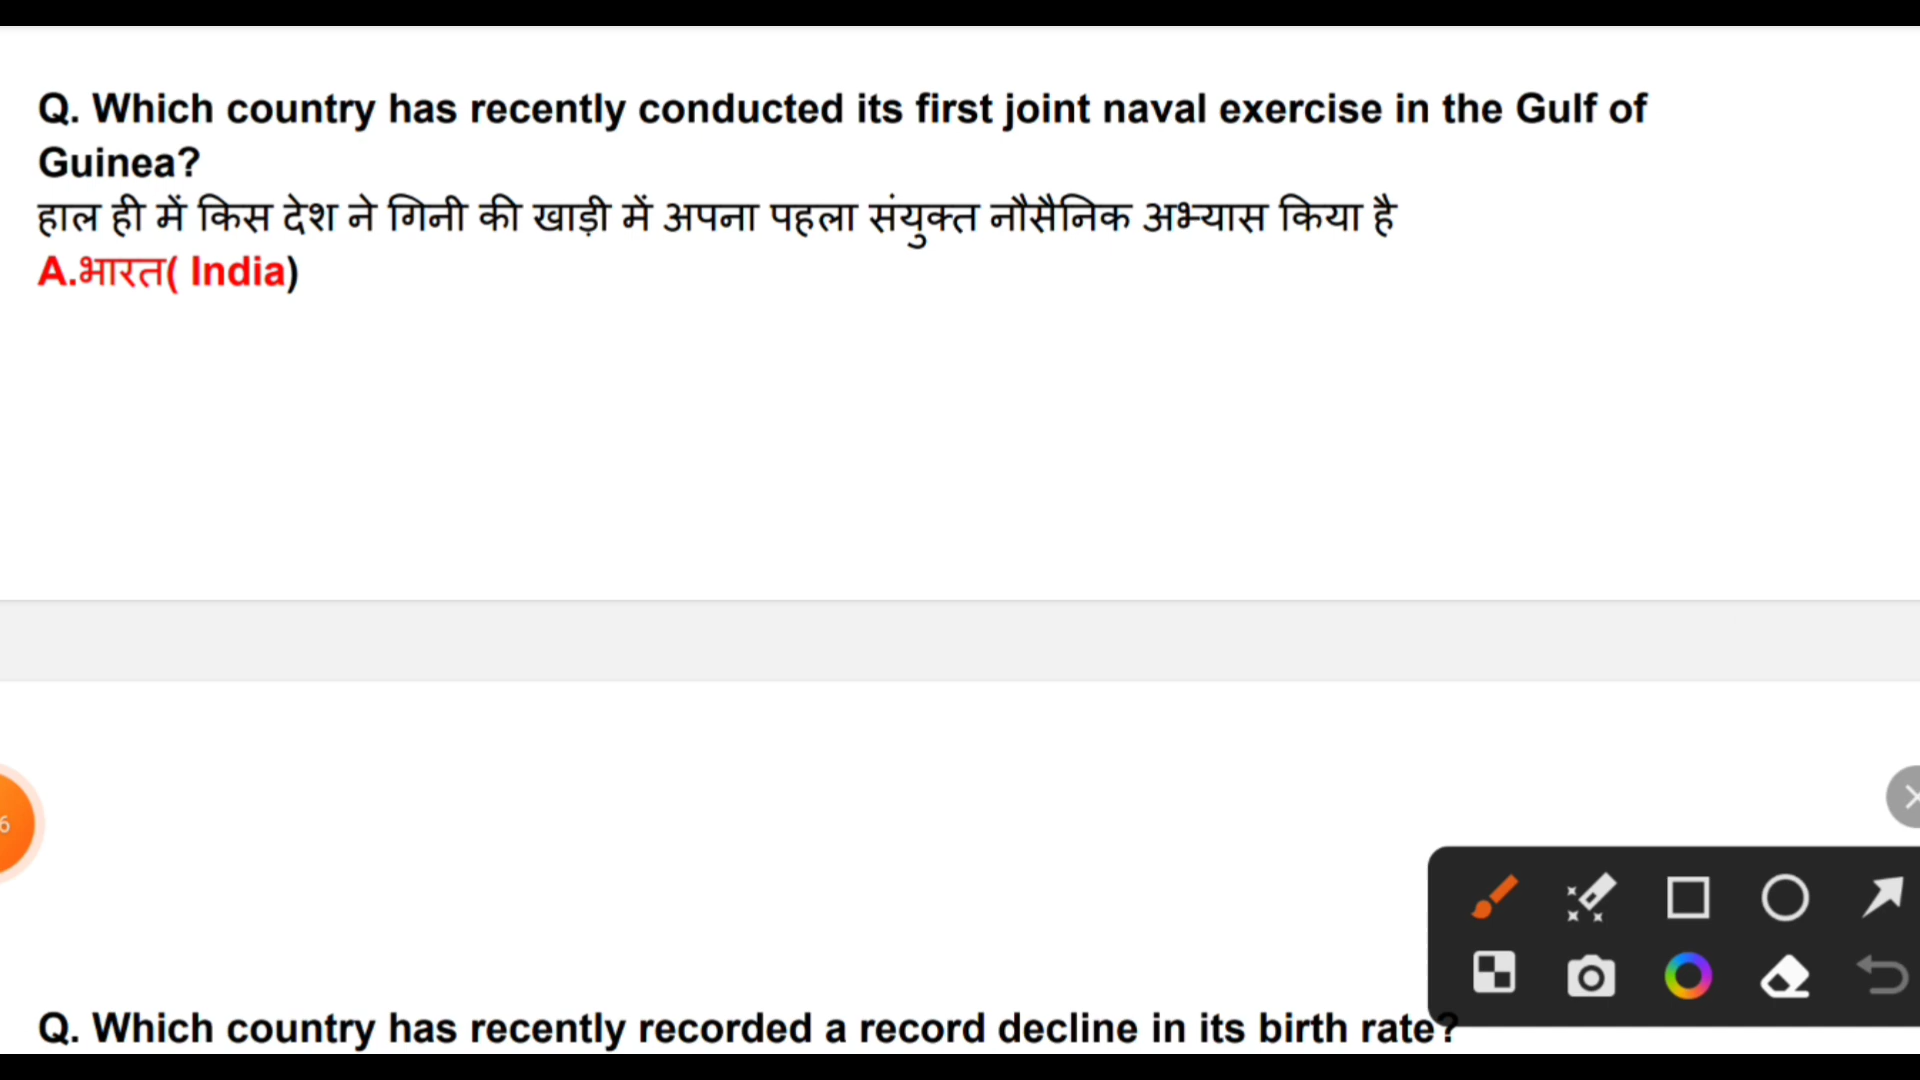 Q. Which country has recently conducted its first joint naval exercise in the Gulf of
Guinea?
हाल ही में किस देश ने गिनी की खाड़ी में अपना पहला संयुक्त नौसैनिक अभ्यास किया है
A.भारत( India)
6
Q. Which country has recently recorded a record decline in its birth rate?